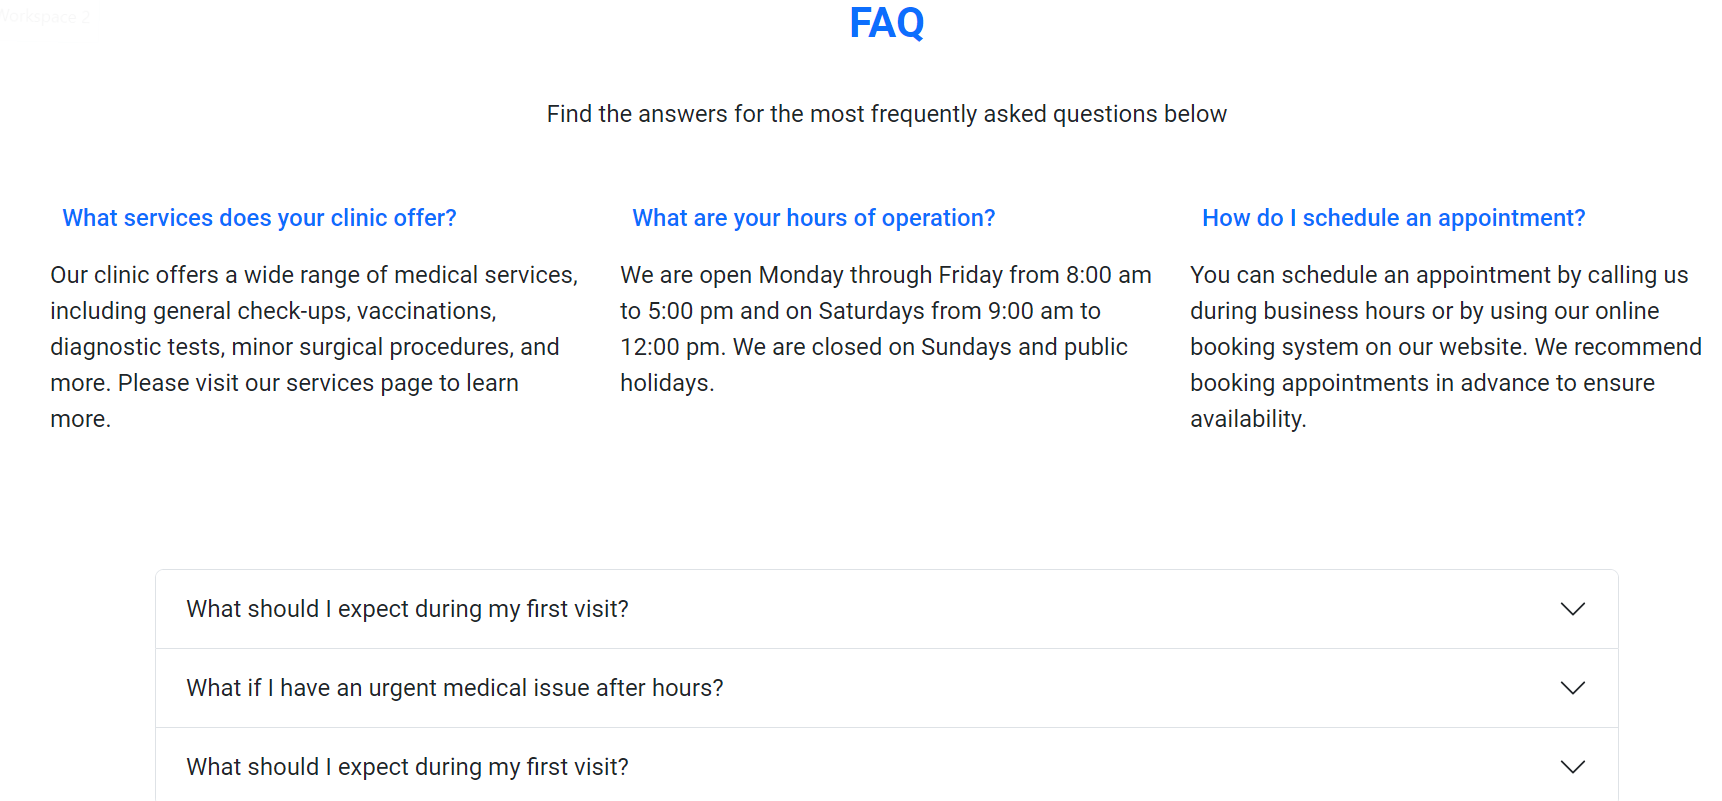 Workspace 2
FAQ
Find the answers for the most frequently asked questions below
What services does your clinic offer?
Our clinic offers a wide range of medical services,
including general check-ups, vaccinations,
diagnostic tests, minor surgical procedures, and
more. Please visit our services page to learn
more.
What are your hours of operation?
We are open Monday through Friday from 8:00 am
to 5:00 pm and on Saturdays from 9:00 am to
12:00 pm. We are closed on Sundays and public
holidays.
How do I schedule an appointment?
You can schedule an appointment by calling us
during business hours or by using our online
booking system on our website. We recommend
booking appointments in advance to ensure
availability.
What should I expect during my first visit?
What if I have an urgent medical issue after hours?
What should I expect during my first visit?